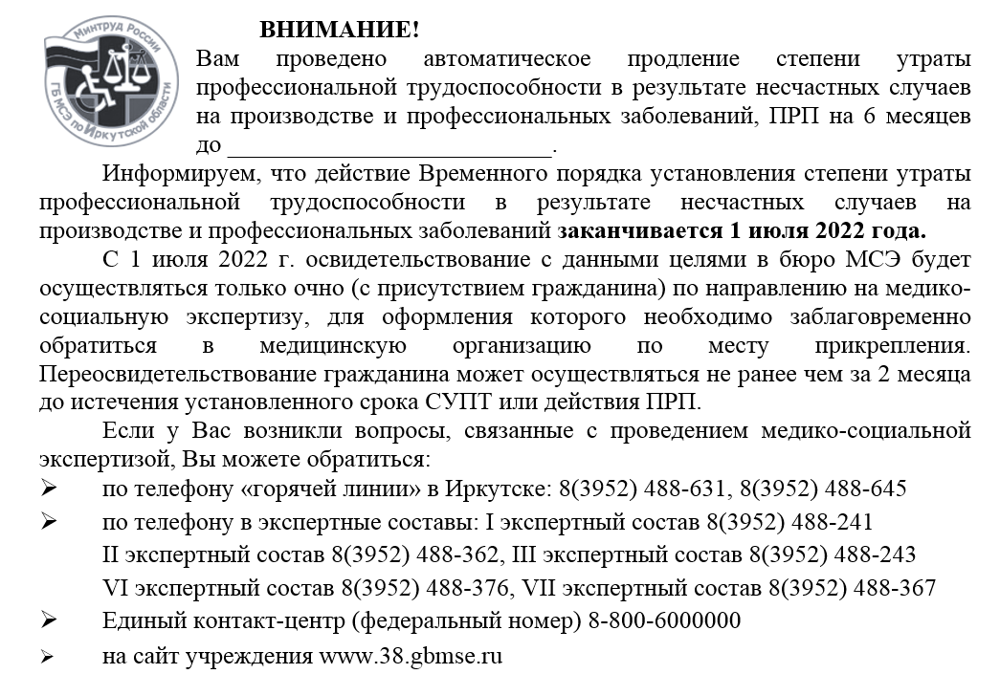 Минтруд России
ГБ МСЭ по Иркутской области
ВНИМАНИЕ!
Вам проведено автоматическое продление степени утраты
профессиональной трудоспособности в результате несчастных случаев
на производстве и профессиональных заболеваний, ПРП на 6 месяцев
до __________________________.
Информируем, что действие Временного порядка установления степени утраты
профессиональной трудоспособности в результате несчастных случаев на
производстве и профессиональных заболеваний заканчивается 1 июля 2022 года.
С 1 июля 2022 г. освидетельствование с данными целями в бюро МСЭ будет
осуществляться только очно (с присутствием гражданина) по направлению на медико-
социальную экспертизу, для оформления которого необходимо заблаговременно
обратиться в медицинскую организацию по месту прикрепления.
Переосвидетельствование гражданина может осуществляться не ранее чем за 2 месяца
до истечения установленного срока СУПТ или действия ПРП.
Если у Вас возникли вопросы, связанные с проведением медико-социальной
экспертизой, Вы можете обратиться:
➢ по телефону «горячей линии» в Иркутске: 8(3952) 488-631, 8(3952) 488-645
➢ по телефону в экспертные составы: I экспертный состав 8(3952) 488-241
II экспертный состав 8(3952) 488-362, III экспертный состав 8(3952) 488-243
VI экспертный состав 8(3952) 488-376, VII экспертный состав 8(3952) 488-367
➢ Единый контакт-центр (федеральный номер) 8-800-6000000
➢ на сайт учреждения www.38.gbmse.ru